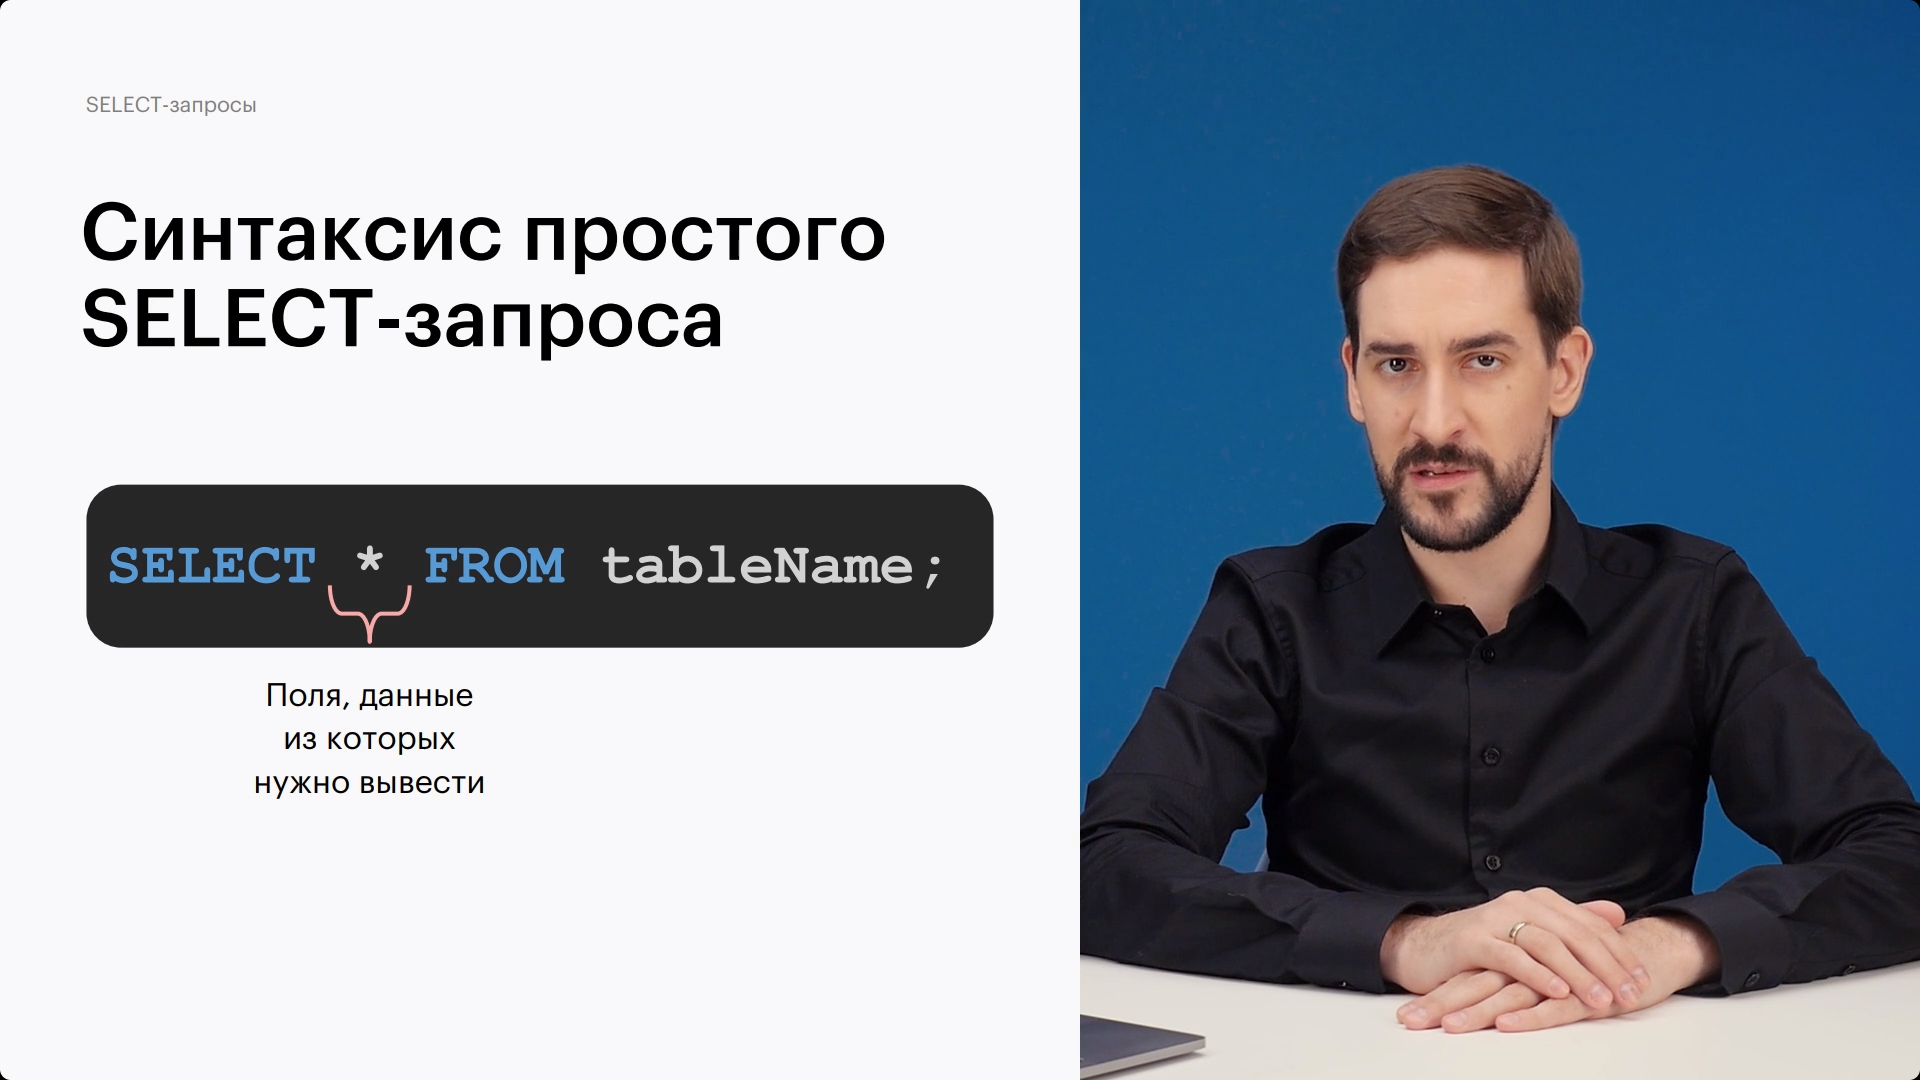 SELECT-запросы
Синтаксис простого
SELECT-запроса
SELECT * FROM tableName;
Поля, данные
из которых
нужно вывести